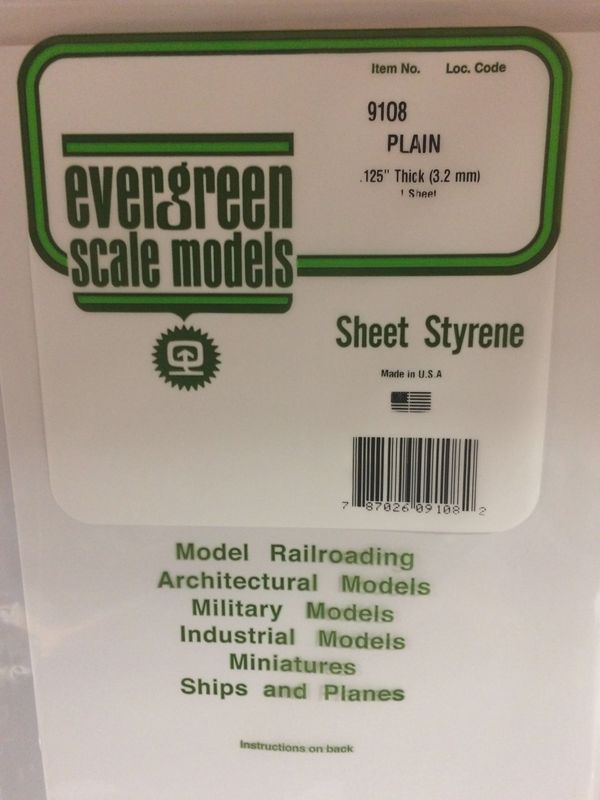 Item No. Loc. Code
9108
PLAIN
.125" Thick (3.2 mm)
1 Sheet
evergreen
scale models
Sheet Styrene
Made in U.S.A
7 87026 09108 2
Model Railroading
Architectural Models
Military Models
Industrial Models
Miniatures
Ships and Planes
Instructions on back